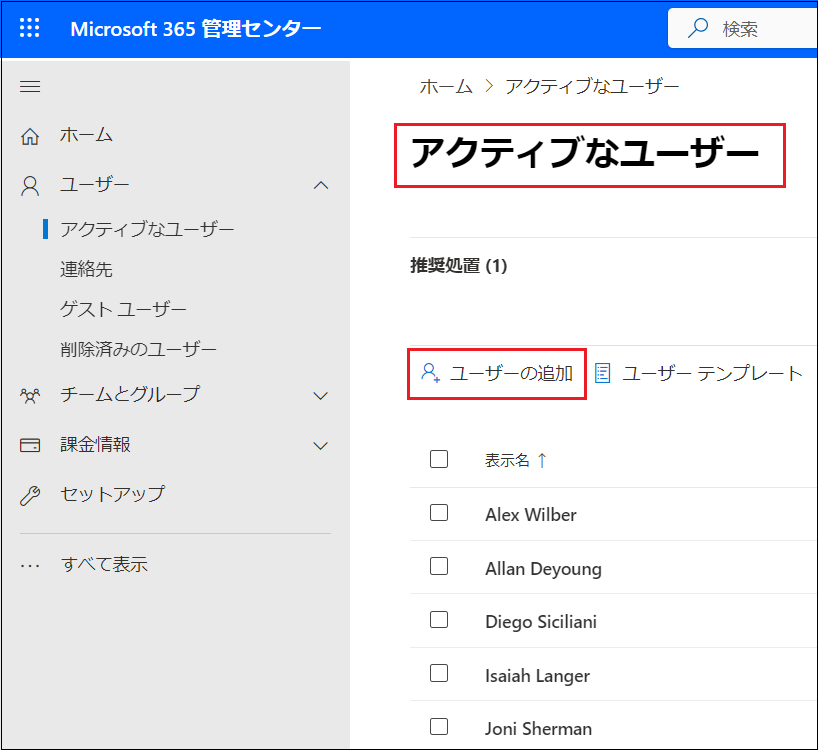 Microsoft 365 管理センター
検索
ホーム
ユーザー
アクティブなユーザー
連絡先
ゲスト ユーザー
削除済みのユーザー
チームとグループ
課金情報
セットアップ
すべて表示
ホーム > アクティブなユーザー
アクティブなユーザー
推奨処置 (1)
ユーザーの追加 ユーザー テンプレート
表示名 ↑
Alex Wilber
Allan Deyoung
Diego Siciliani
Isaiah Langer
Joni Sherman